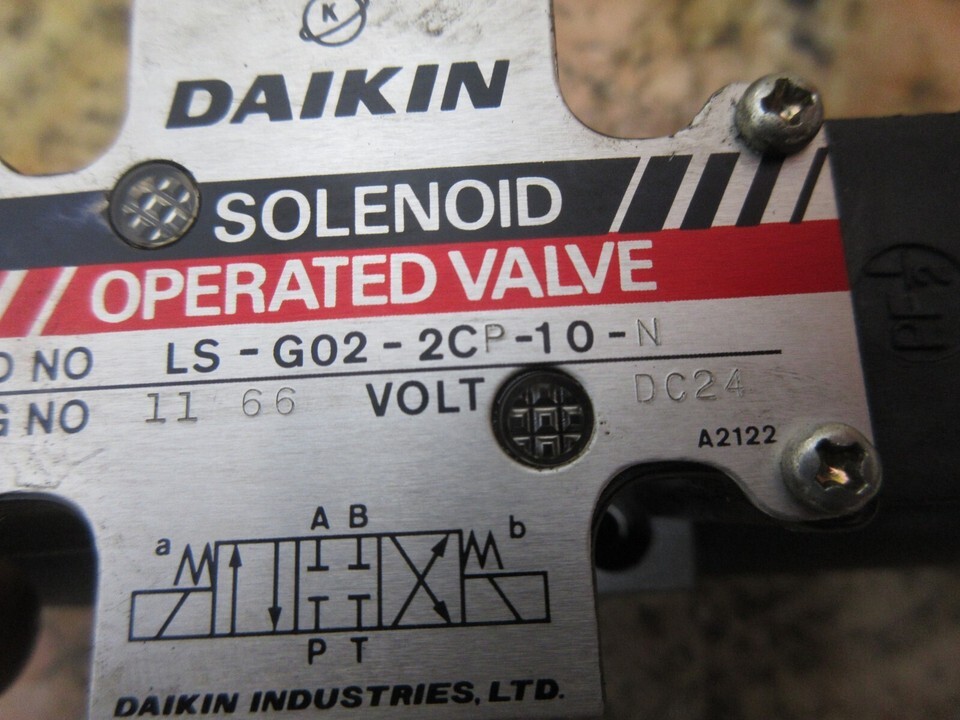 K
DAIKIN
SOLENOID
OPERATED VALVE
D NO LS-G02-2CP-10-N
G NO 11 66 VOLT DC24
A2122
A B
a b
P T
DAIKIN INDUSTRIES, LTD.